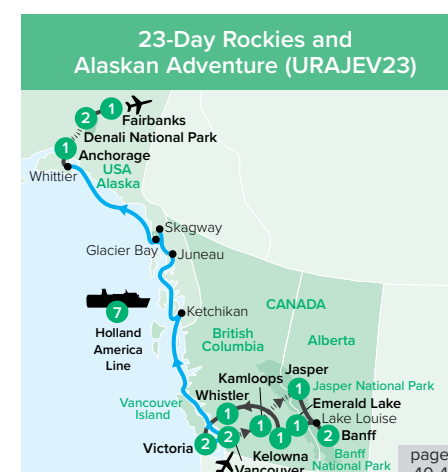 23-Day Rockies and
Alaskan Adventure (URAJEV23)
2
1
Fairbanks
Denali National Park
1
Anchorage
Whittier
USA
Alaska
Skagway
Glacier Bay
Juneau
7
Holland
America
Line
Ketchikan
CANADA
British
Columbia
Alberta
Jasper
Kamloops
1
Jasper National Park
Whistler
Emerald Lake
Vancouver
Island
1
Lake Louise
Victoria
2
2
1
1
1
2
Banff
Kelowna
Banff
National Park
Vancouver
page